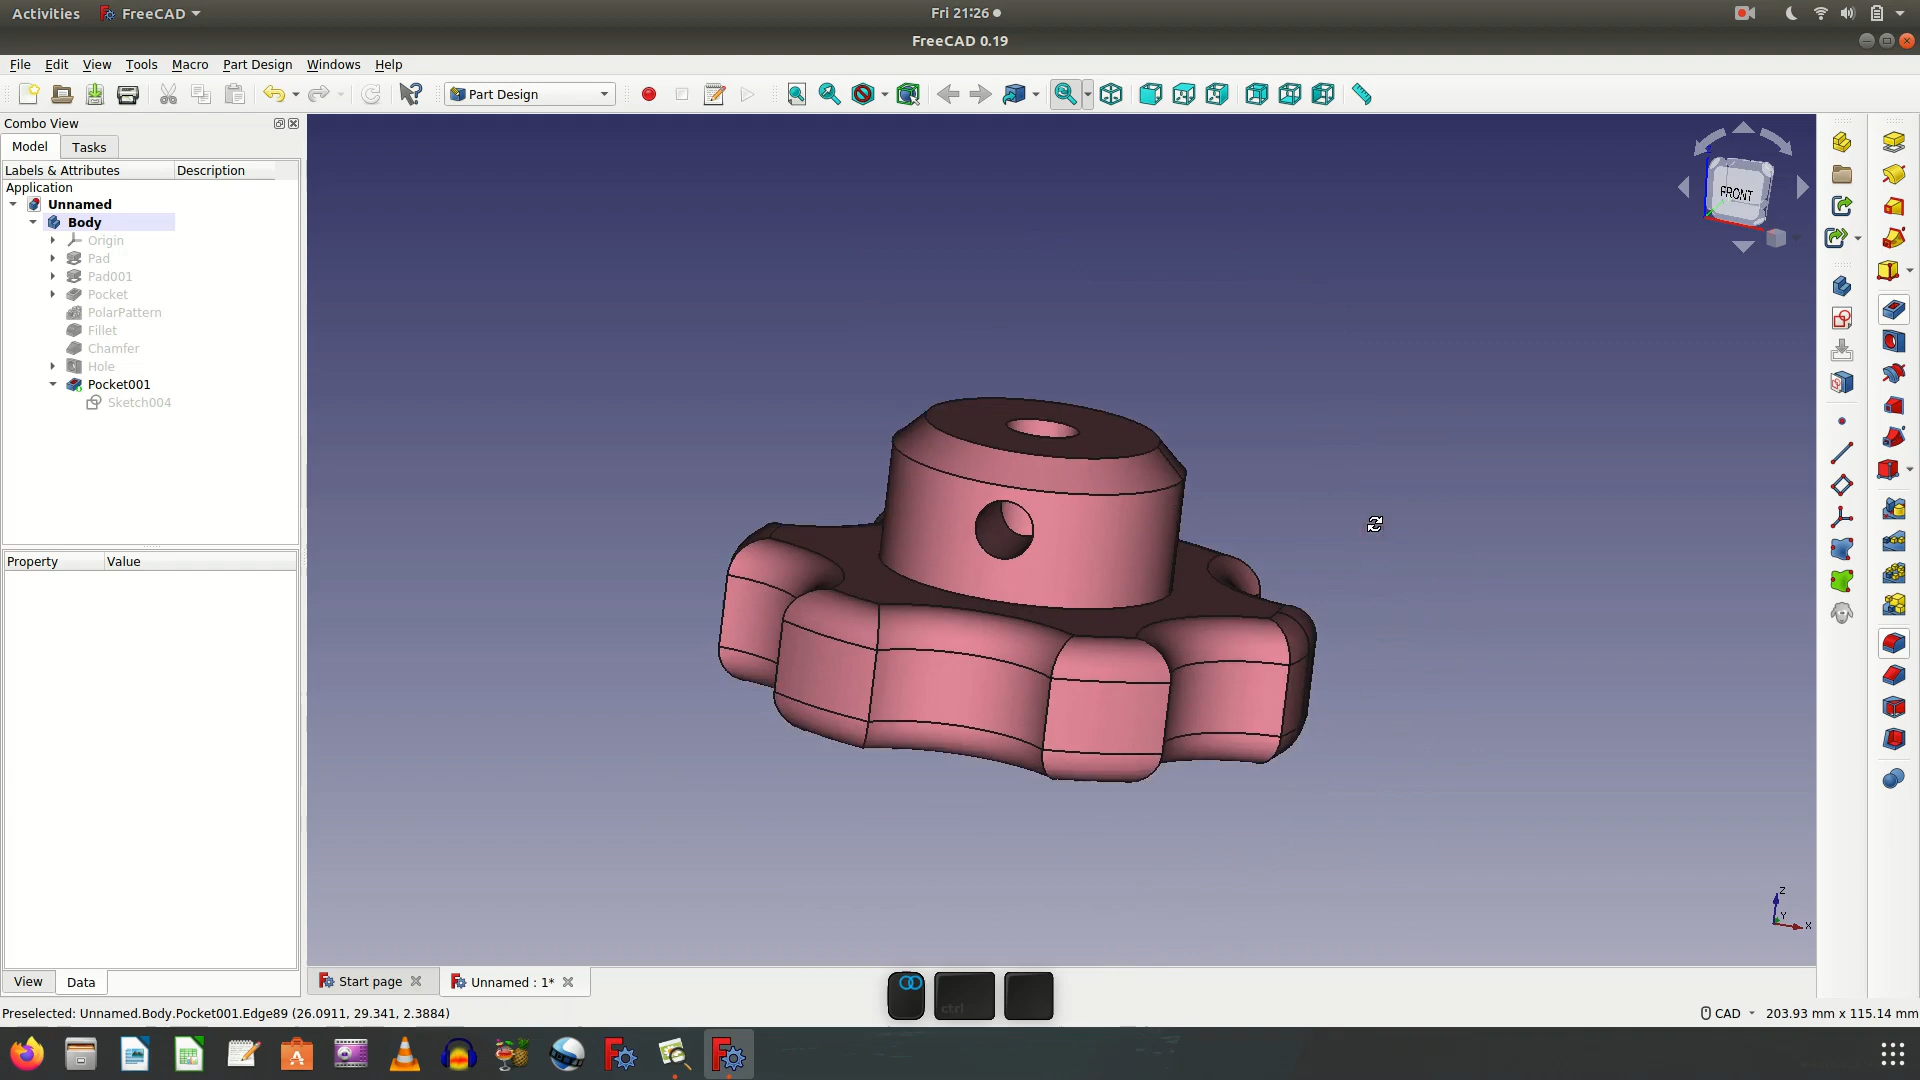 Activities FreeCAD Fri 21:26
FreeCAD 0.19
File Edit View Tools Macro Part Design Windows Help
Part Design
Combo View
Model Tasks
Labels & Attributes Description
Application
Unnamed
Body
Origin
Pad
Pad001
Pocket
PolarPattern
Fillet
Chamfer
Hole
Pocket001
Sketch004
FRONT
Property Value
Z
Y
X
View Data
Start page Unnamed : 1*
ctrl
Preselected: Unnamed.Body.Pocket001.Edge89 (26.0911, 29.341, 2.3884) CAD 203.93 mm x 115.14 mm